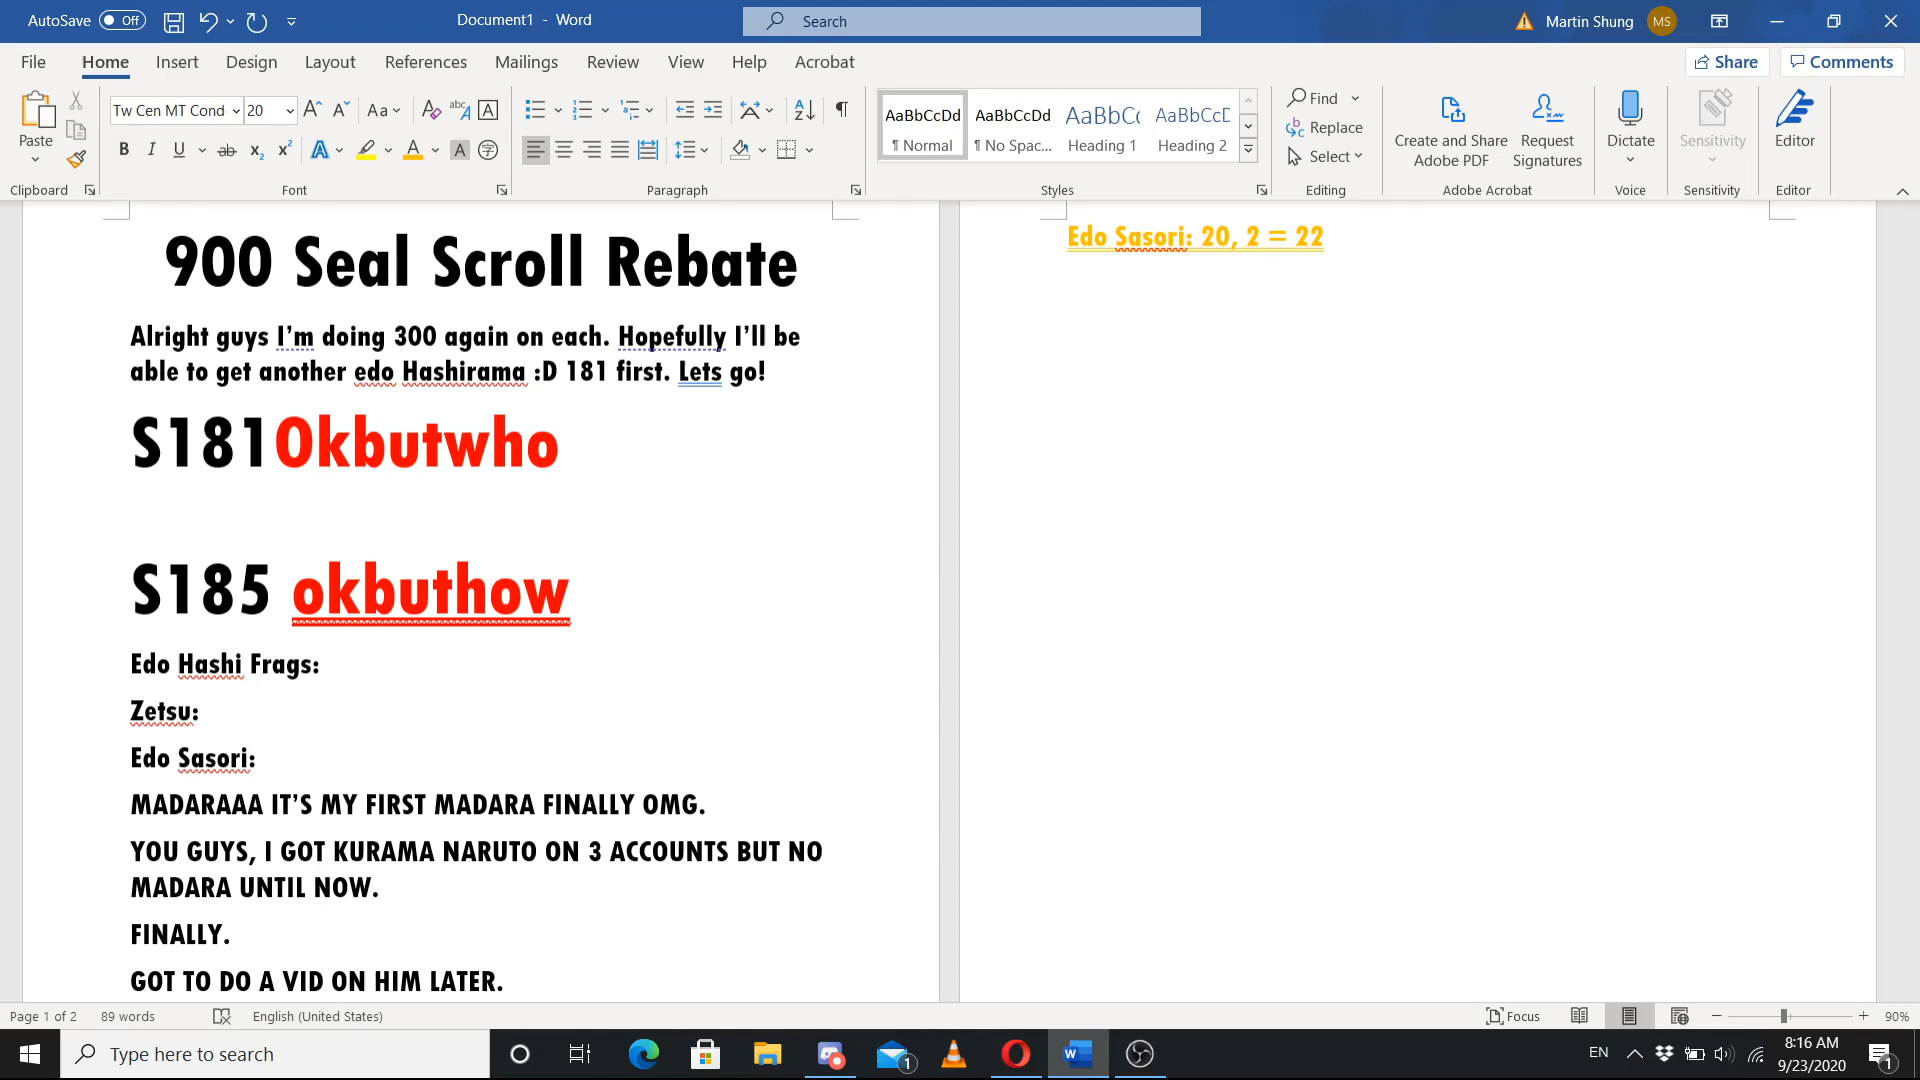 AutoSave Off Document1 - Word Search Martin Shung MS
File Home Insert Design Layout References Mailings Review View Help Acrobat Share Comments
Paste
Clipboard
Tw Cen MT Cond 20 Aa
B I U ab x₂ x² A A A
Font
Paragraph
AaBbCcDd AaBbCcDd AaBbC AaBbCcD
¶ Normal ¶ No Spac... Heading 1 Heading 2
Styles
Find
Replace
Select
Editing
Create and Share Adobe PDF
Request Signatures
Adobe Acrobat
Dictate
Voice
Sensitivity
Sensitivity
Editor
Editor
900 Seal Scroll Rebate
Alright guys I’m doing 300 again on each. Hopefully I’ll be
able to get another edo Hashirama :D 181 first. Lets go!
S181Okbutwho
S185 okbuthow
Edo Hashi Frags:
Zetsu:
Edo Sasori:
MADARAAA IT’S MY FIRST MADARA FINALLY OMG.
YOU GUYS, I GOT KURAMA NARUTO ON 3 ACCOUNTS BUT NO
MADARA UNTIL NOW.
FINALLY.
GOT TO DO A VID ON HIM LATER.
Edo Sasori: 20, 2 = 22
Page 1 of 2 89 words English (United States) Focus 90%
Type here to search 1 EN 8:16 AM 1
9/23/2020